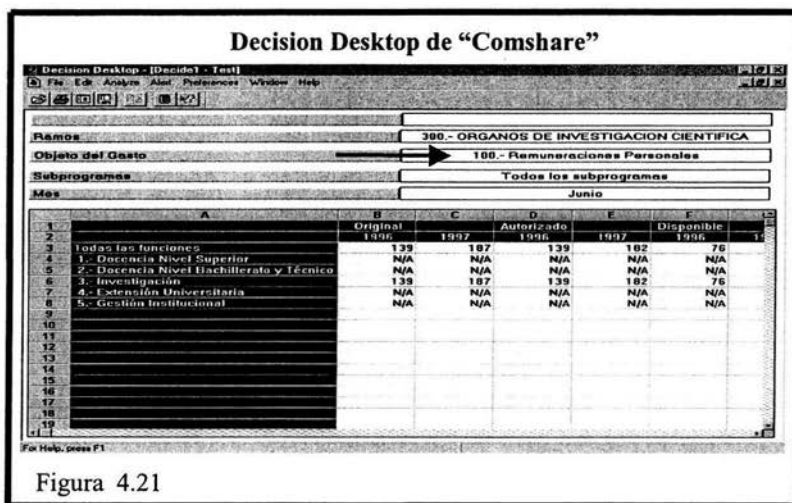 Decision Desktop de “Comshare”
Decision Desktop - [Decide1 - Test]
File Edit Analyze Alert Preferences Window Help
Ramos 300.- ORGANOS DE INVESTIGACION CIENTIFICA
Objeto del Gasto 100.- Remuneraciones Personales
Subprogramas Todos los subprogramas
Mes Junio
A B C D E F
1 Original Autorizado Disponible
2 1996 1997 1996 1997 1996
3 Todas las funciones 139 187 139 182 76
4 1.- Docencia Nivel Superior N/A N/A N/A N/A N/A
5 2.- Docencia Nivel Bachillerato y Técnico N/A N/A N/A N/A N/A
6 3.- Investigación 139 187 139 182 76
7 4.- Extensión Universitaria N/A N/A N/A N/A N/A
8 5.- Gestión Institucional N/A N/A N/A N/A N/A
9
10
11
12
13
14
15
16
17
18
19
For Help, press F1
Figura 4.21